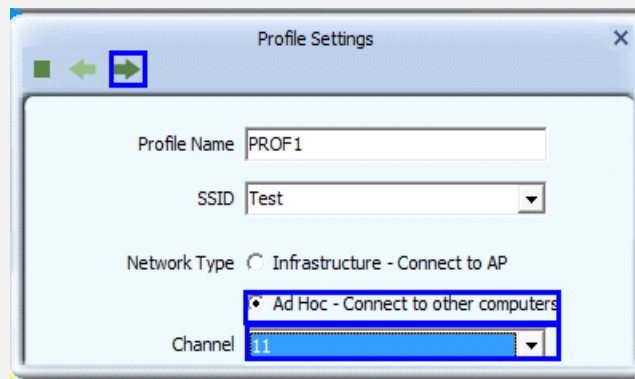 Profile Settings
Profile Name PROF1
SSID Test
Network Type Infrastructure - Connect to AP
Ad Hoc - Connect to other computers
Channel 11